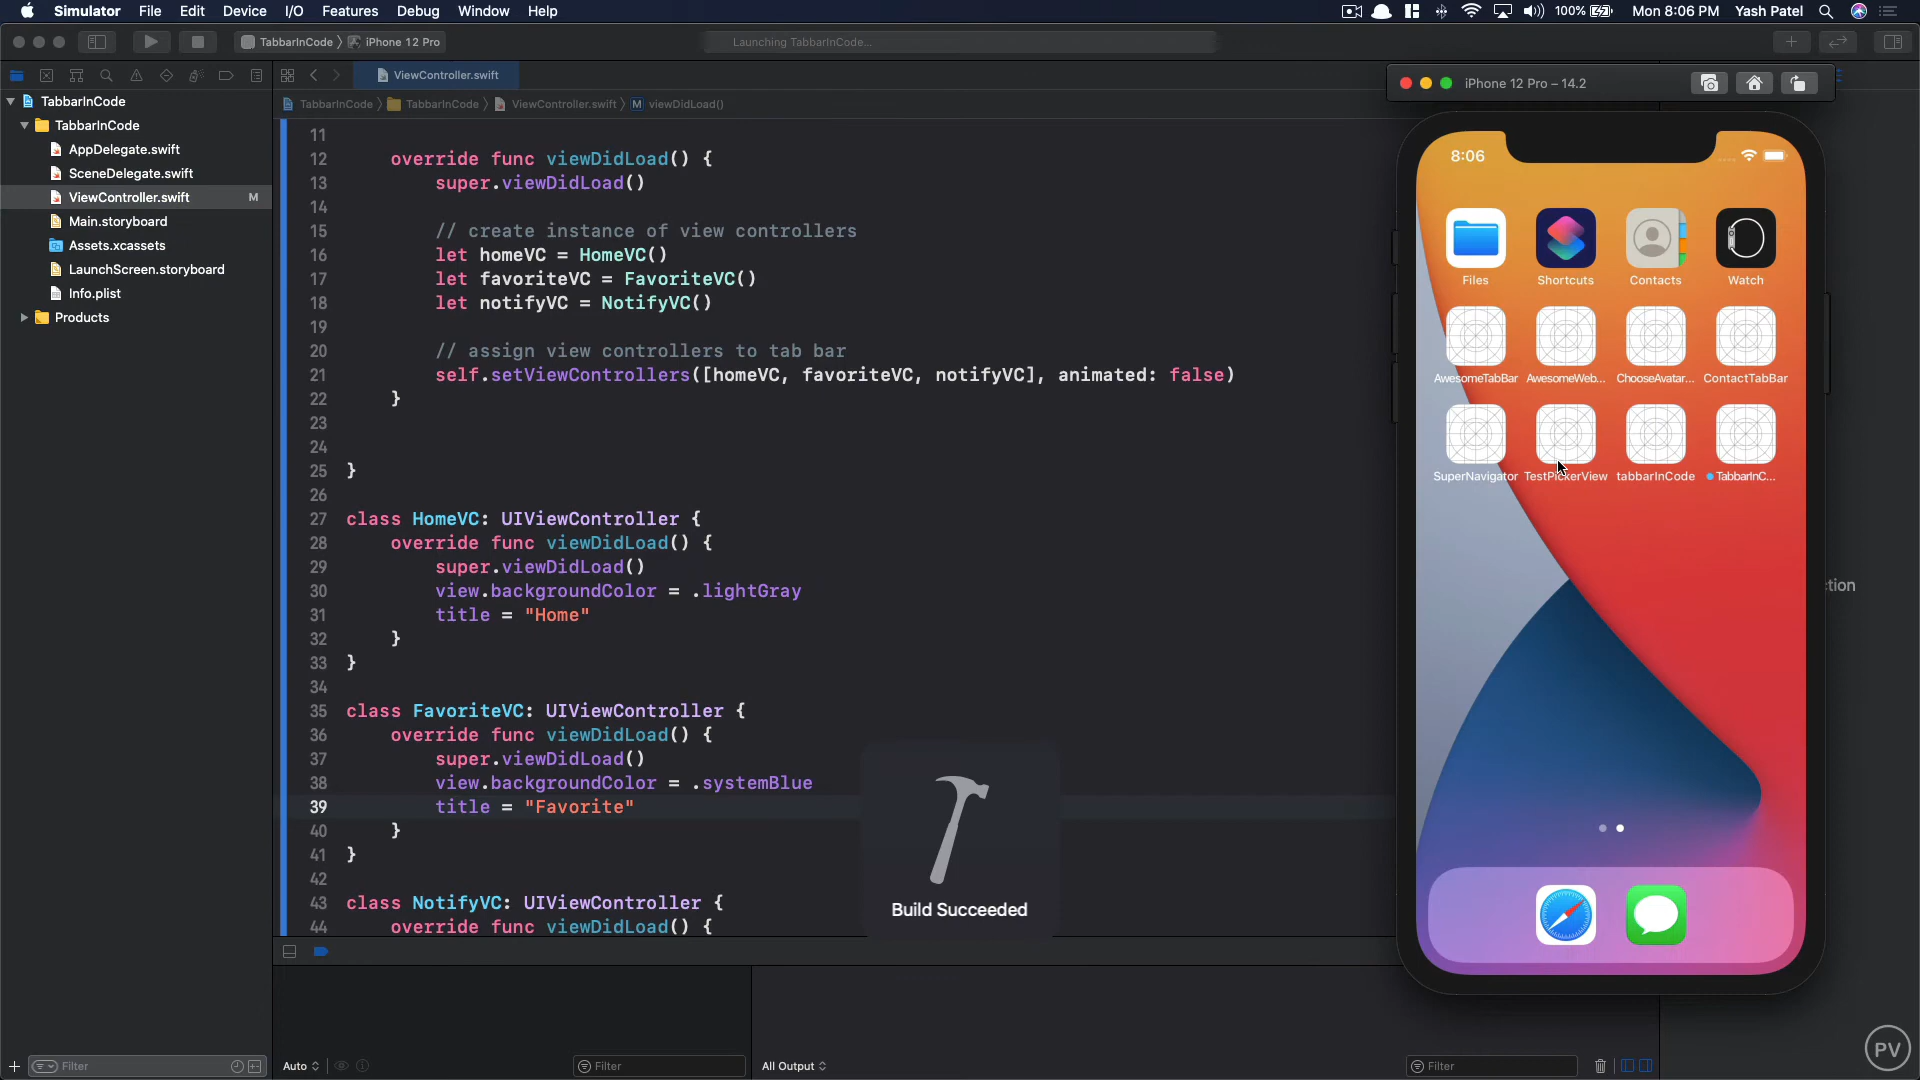 Simulator File Edit Device I/O Features Debug Window Help 100% Mon 8:06 PM Yash Patel
TabbarInCode iPhone 12 Pro Launching TabbarInCode...
ViewController.swift
TabbarInCode TabbarInCode ViewController.swift M viewDidLoad()
TabbarInCode
TabbarInCode
AppDelegate.swift
SceneDelegate.swift
ViewController.swift M
Main.storyboard
Assets.xcassets
LaunchScreen.storyboard
Info.plist
Products
11
12 override func viewDidLoad() {
13 super.viewDidLoad()
14
15 // create instance of view controllers
16 let homeVC = HomeVC()
17 let favoriteVC = FavoriteVC()
18 let notifyVC = NotifyVC()
19
20 // assign view controllers to tab bar
21 self.setViewControllers([homeVC, favoriteVC, notifyVC], animated: false)
22 }
23
24
25 }
26
27 class HomeVC: UIViewController {
28 override func viewDidLoad() {
29 super.viewDidLoad()
30 view.backgroundColor = .lightGray
31 title = "Home"
32 }
33 }
34
35 class FavoriteVC: UIViewController {
36 override func viewDidLoad() {
37 super.viewDidLoad()
38 view.backgroundColor = .systemBlue
39 title = "Favorite"
40 }
41 }
42
43 class NotifyVC: UIViewController {
44 override func viewDidLoad() {
Build Succeeded
iPhone 12 Pro – 14.2
8:06
Files Shortcuts Contacts Watch
AwesomeTabBar AwesomeWeb... ChooseAvatar... ContactTabBar
SuperNavigator TestPickerView tabbarInCode TabbarInC...
ction
Filter
Auto
Filter
All Output
Filter
PV